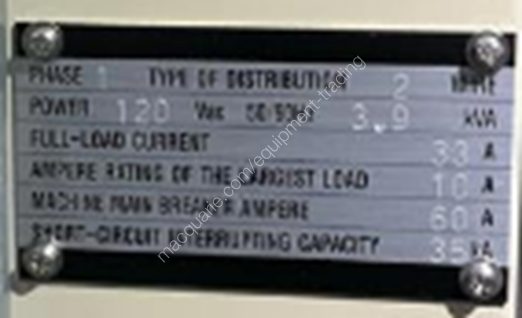 PHASE 1 TYPE OF DISTRIBUTION 2 WIRE
POWER 120 Vac 50/60Hz 3.9 kVA
FULL-LOAD CURRENT 33 A
AMPERE RATING OF THE LARGEST LOAD 10 A
MACHINE MAIN BREAKER AMPERE 60 A
SHORT-CIRCUIT INTERRUPTING CAPACITY 35 kA
macquarie.com/equipment-trading